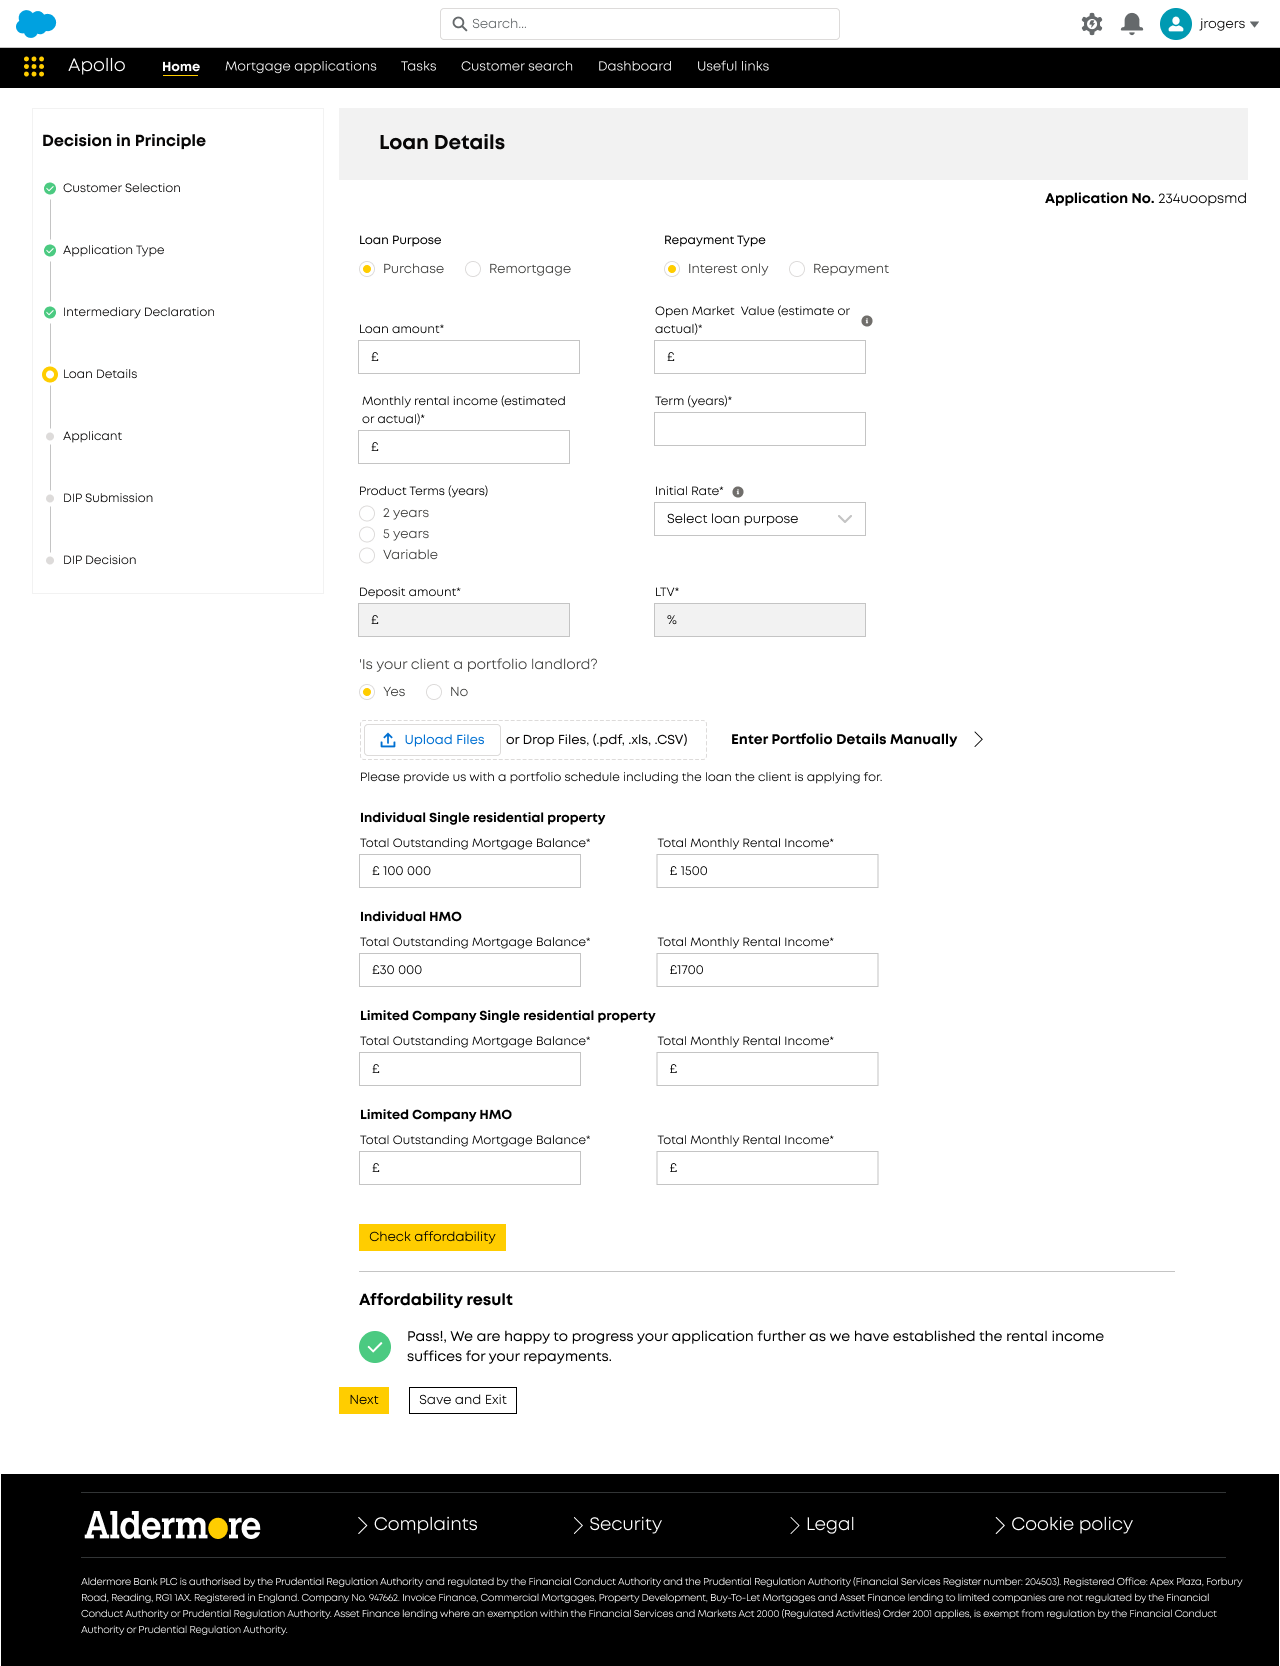 Search...
jrogers
Apollo
Home
Mortgage applications
Tasks
Customer search
Dashboard
Useful links
Decision in Principle
Customer Selection
Application Type
Intermediary Declaration
Loan Details
Applicant
DIP Submission
DIP Decision
Loan Details
Application No. 234uoopsmd
Loan Purpose
Purchase
Remortgage
Repayment Type
Interest only
Repayment
Loan amount*
£
Open Market  Value (estimate or
actual)*
£
Monthly rental income (estimated
or actual)*
£
Term (years)*
Product Terms (years)
2 years
5 years
Variable
Initial Rate*
Select loan purpose
Deposit amount*
£
LTV*
%
'Is your client a portfolio landlord?
Yes
No
Upload Files
or Drop Files, (.pdf, .xls, .CSV)
Enter Portfolio Details Manually
Please provide us with a portfolio schedule including the loan the client is applying for.
Individual Single residential property
Total Outstanding Mortgage Balance*
£ 100 000
Total Monthly Rental Income*
£ 1500
Individual HMO
Total Outstanding Mortgage Balance*
£30 000
Total Monthly Rental Income*
£1700
Limited Company Single residential property
Total Outstanding Mortgage Balance*
£
Total Monthly Rental Income*
£
Limited Company HMO
Total Outstanding Mortgage Balance*
£
Total Monthly Rental Income*
£
Check affordability
Affordability result
Pass!, We are happy to progress your application further as we have established the rental income
suffices for your repayments.
Next
Save and Exit
Aldermore
Complaints
Security
Legal
Cookie policy
Aldermore Bank PLC is authorised by the Prudential Regulation Authority and regulated by the Financial Conduct Authority and the Prudential Regulation Authority (Financial Services Register number: 204503). Registered Office: Apex Plaza, Forbury
Road, Reading, RG1 1AX. Registered in England. Company No. 947662. Invoice Finance, Commercial Mortgages, Property Development, Buy-To-Let Mortgages and Asset Finance lending to limited companies are not regulated by the Financial
Conduct Authority or Prudential Regulation Authority. Asset Finance lending where an exemption within the Financial Services and Markets Act 2000 (Regulated Activities) Order 2001 applies, is exempt from regulation by the Financial Conduct
Authority or Prudential Regulation Authority.